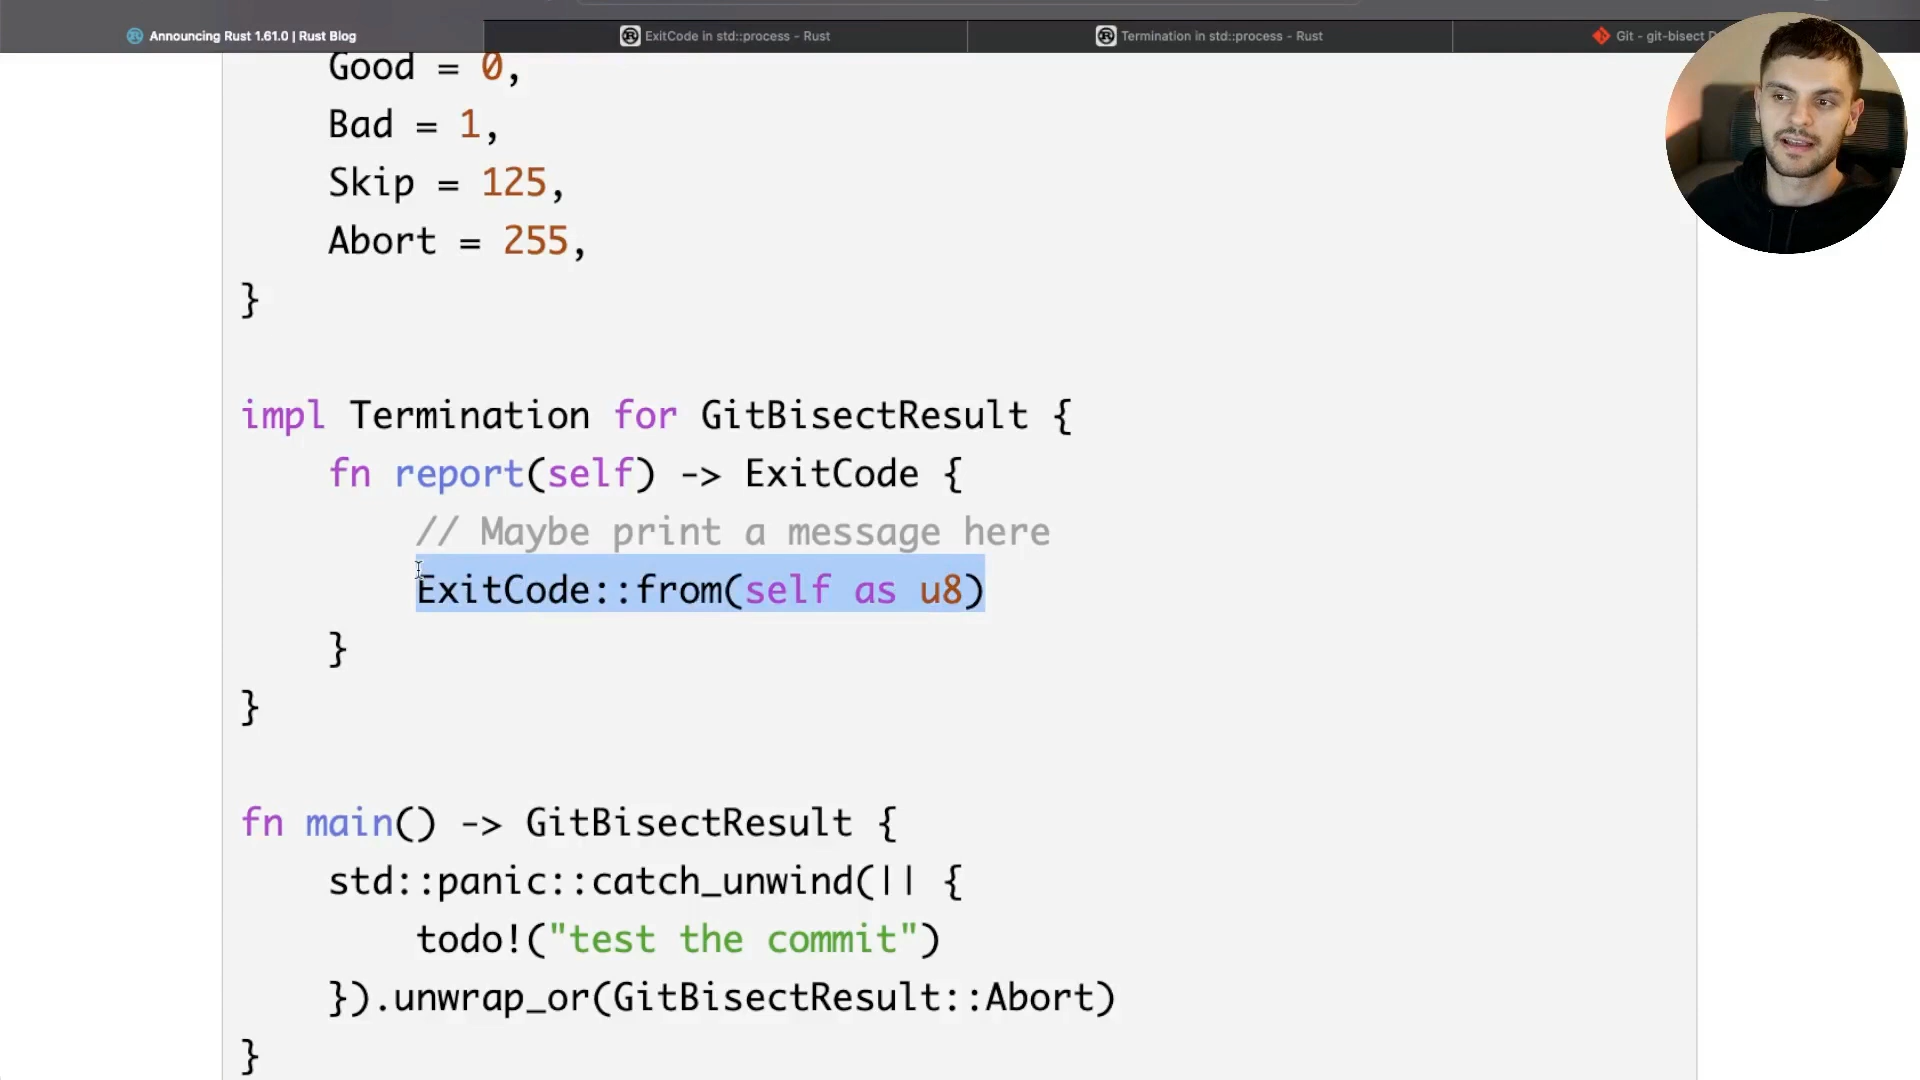 Announcing Rust 1.61.0 | Rust Blog
ExitCode in std::process - Rust
Termination in std::process - Rust
Git - git-bisect
Good = 0,
Bad = 1,
Skip = 125,
Abort = 255,
}
impl Termination for GitBisectResult {
fn report(self) -> ExitCode {
// Maybe print a message here
ExitCode::from(self as u8)
}
}
fn main() -> GitBisectResult {
std::panic::catch_unwind(|| {
todo!("test the commit")
}).unwrap_or(GitBisectResult::Abort)
}